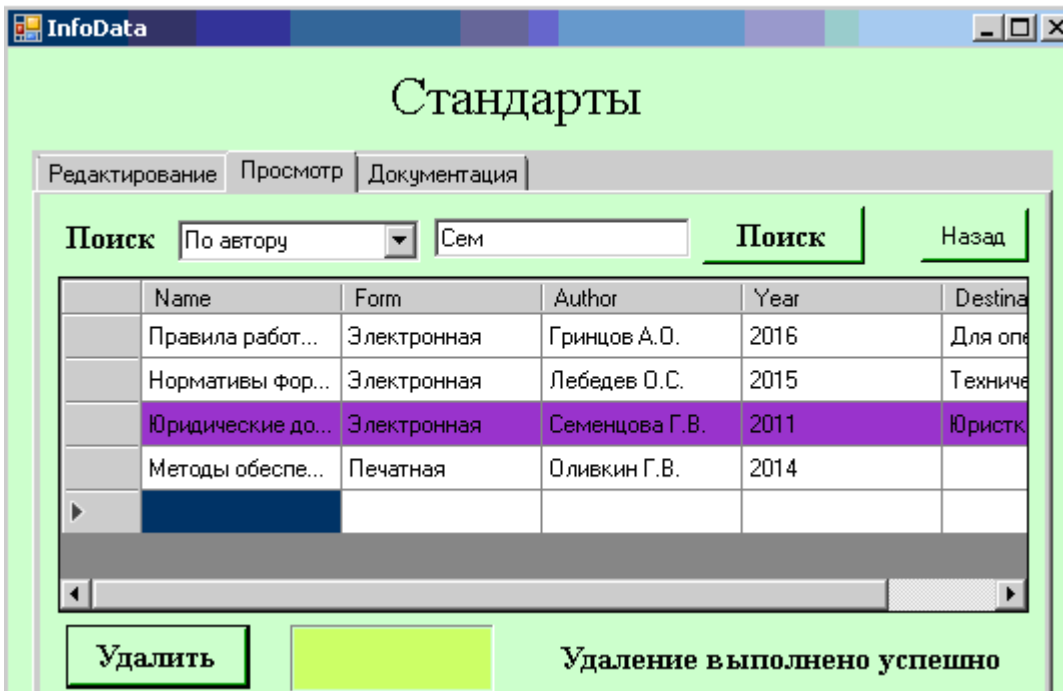 InfoData
Стандарты
Редактирование Просмотр Документация
Поиск По автору Сем Поиск Назад
Name Form Author Year Destina
Правила работ... Электронная Гринцов А.О. 2016 Для опе
Нормативы фор... Электронная Лебедев О.С. 2015 Техниче
Юридические до... Электронная Семенцова Г.В. 2011 Юристк
Методы обеспе... Печатная Оливкин Г.В. 2014
Удалить Удаление выполнено успешно